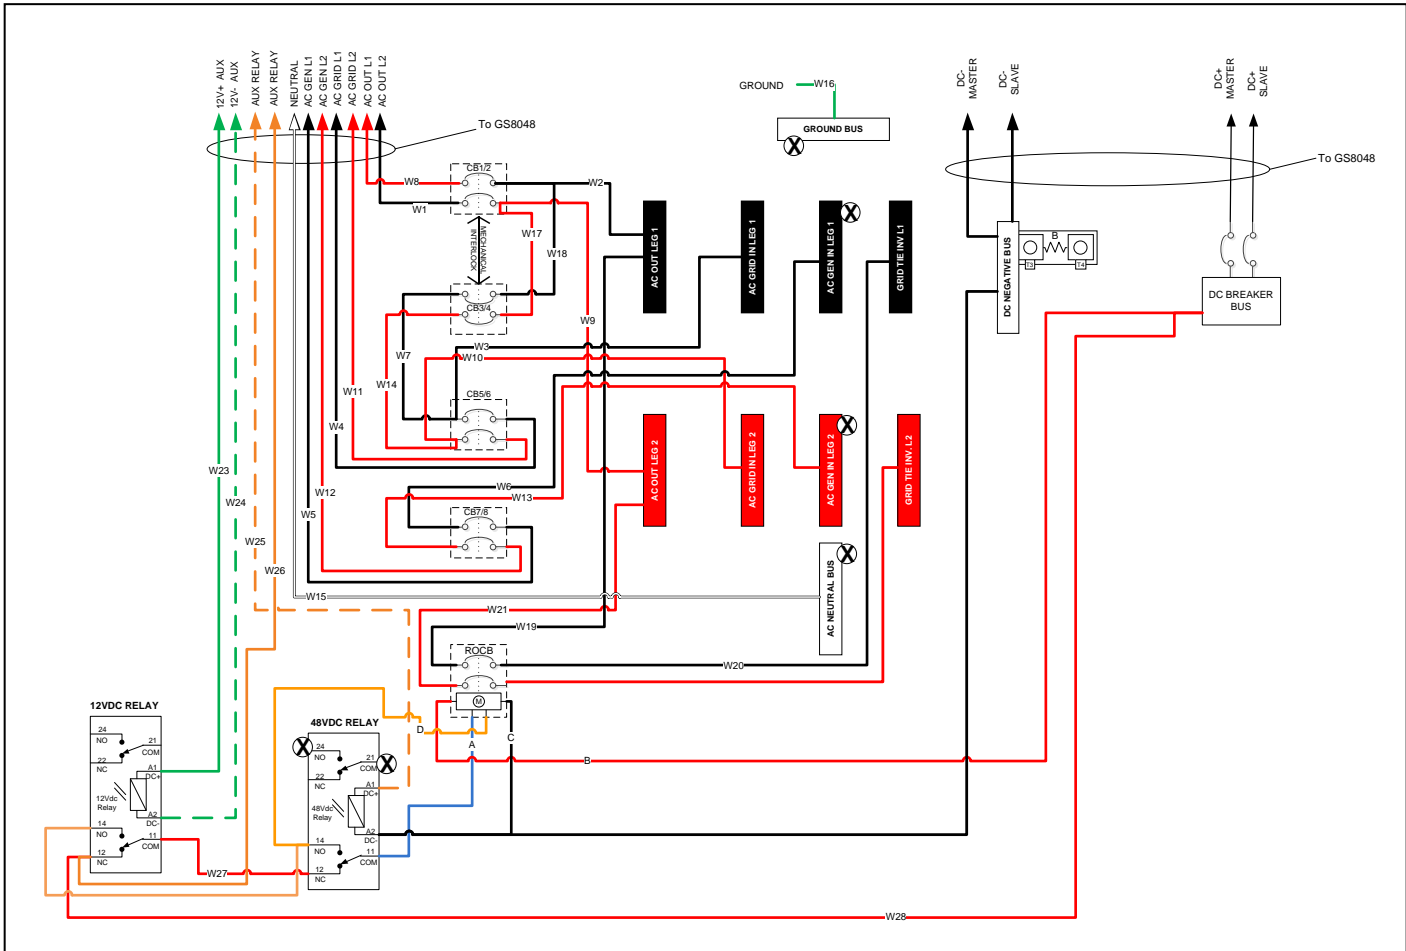 12V+ AUX
12V- AUX
AUX RELAY
AUX RELAY
NEUTRAL
AC GEN L1
AC GEN L2
AC GRID L1
AC GRID L2
AC OUT L1
AC OUT L2
To GS8048
GROUND
W16
GROUND BUS
X
DC-
MASTER
DC-
SLAVE
DC+
MASTER
DC+
SLAVE
To GS8048
CB1/2
W8
W1
W2
W17
W18
MECHANICAL
INTERLOCK
CB3/4
W9
W7
W3
W10
W14
W11
W4
CB5/6
W6
W13
W12
W5
CB7/8
AC OUT LEG 1
AC GRID IN LEG 1
AC GEN IN LEG 1
X
GRID TIE INV L1
DC NEGATIVE BUS
B
T3
T4
DC BREAKER
BUS
AC OUT LEG 2
AC GRID IN LEG 2
AC GEN IN LEG 2
X
GRID TIE INV. L2
AC NEUTRAL BUS
X
W23
W24
W25
W26
W15
W21
W19
W20
ROCB
M
D
A
C
B
12VDC RELAY
24
NO
21
COM
22
NC
A1
DC+
12Vdc
Relay
A2
DC-
14
NO
11
COM
12
NC
48VDC RELAY
X
24
NO
21
COM
X
22
NC
A1
DC+
48Vdc
Relay
A2
DC-
14
NO
11
COM
12
NC
W27
W28